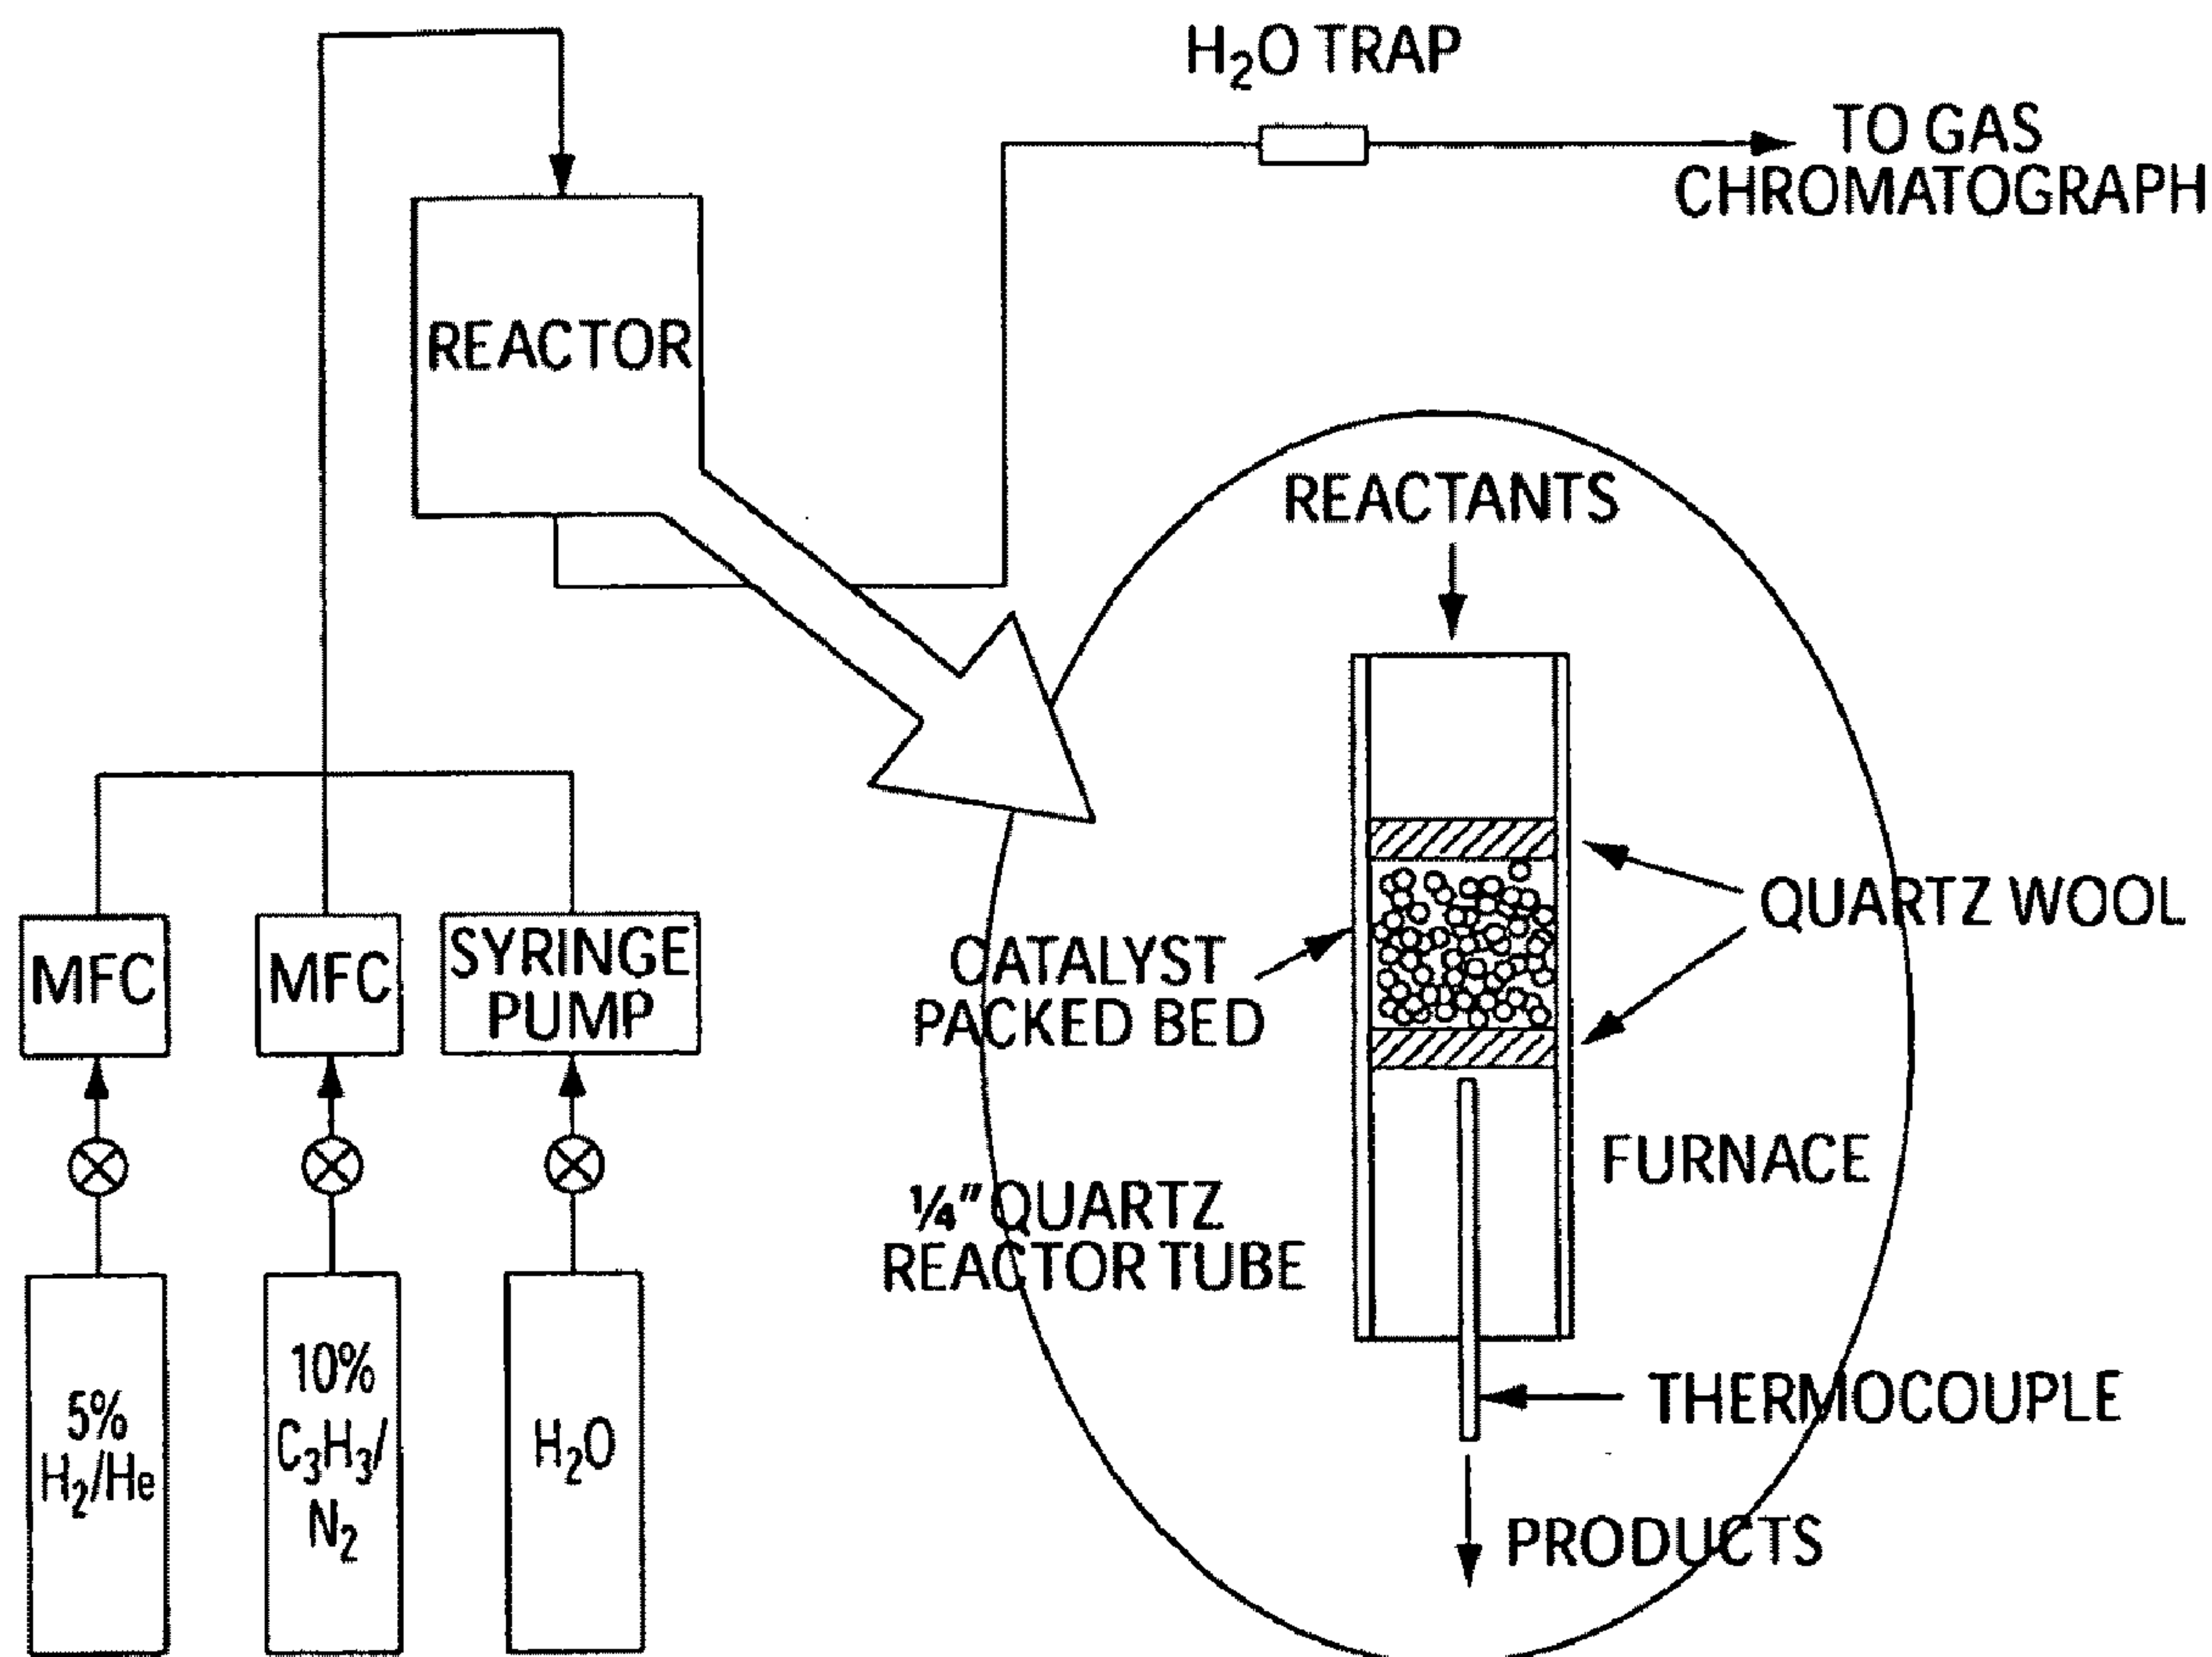 H₂O TRAP
TO GAS
CHROMATOGRAPH
REACTOR
REACTANTS
QUARTZ WOOL
CATALYST
PACKED BED
MFC
MFC
SYRINGE
PUMP
FURNACE
¼" QUARTZ
REACTOR TUBE
5%
H₂/He
10%
C₃H₃/
N₂
H₂O
THERMOCOUPLE
PRODUCTS